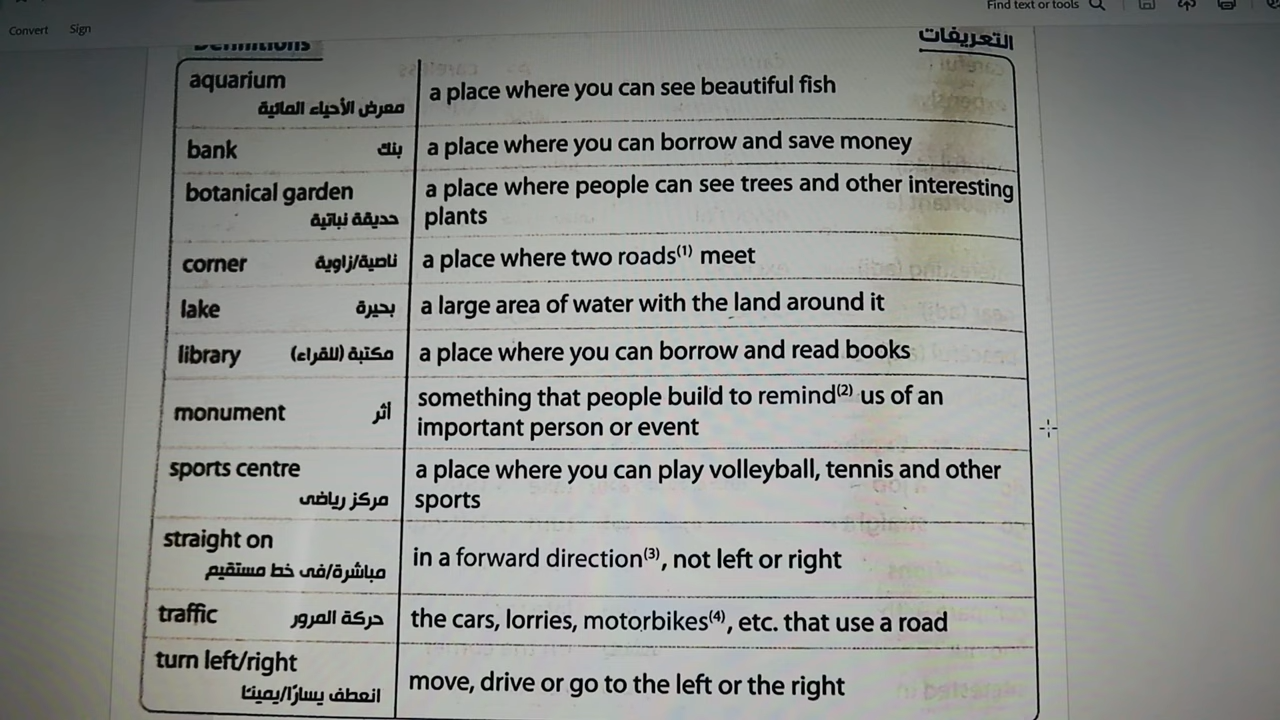 Find text or tools
Convert Sign
Definitions التعريفات
aquarium
معرض الأحياء المائية
a place where you can see beautiful fish
bank بنك
a place where you can borrow and save money
botanical garden
حديقة نباتية
a place where people can see trees and other interesting
plants
corner ناصية/زاوية
a place where two roads(1) meet
lake بحيرة
a large area of water with the land around it
library مكتبة (للقراءة)
a place where you can borrow and read books
monument أثر
something that people build to remind(2) us of an
important person or event
sports centre
مركز رياضى
a place where you can play volleyball, tennis and other
sports
straight on
مباشرة/فى خط مستقيم
in a forward direction(3), not left or right
traffic حركة المرور
the cars, lorries, motorbikes(4), etc. that use a road
turn left/right
انعطف يسارًا/يمينًا
move, drive or go to the left or the right